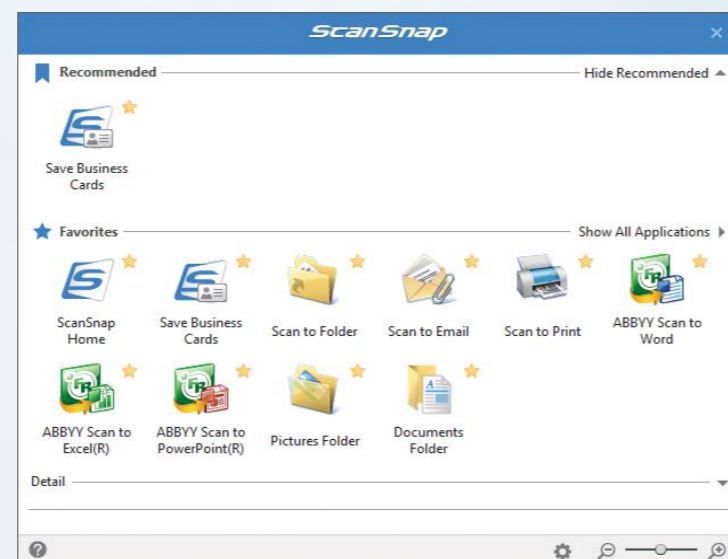 ScanSnap
Recommended
Hide Recommended
Save Business
Cards
Favorites
Show All Applications
ScanSnap
Home
Save Business
Cards
Scan to Folder
Scan to Email
Scan to Print
ABBYY Scan to
Word
ABBYY Scan to
Excel(R)
ABBYY Scan to
PowerPoint(R)
Pictures Folder
Documents
Folder
Detail